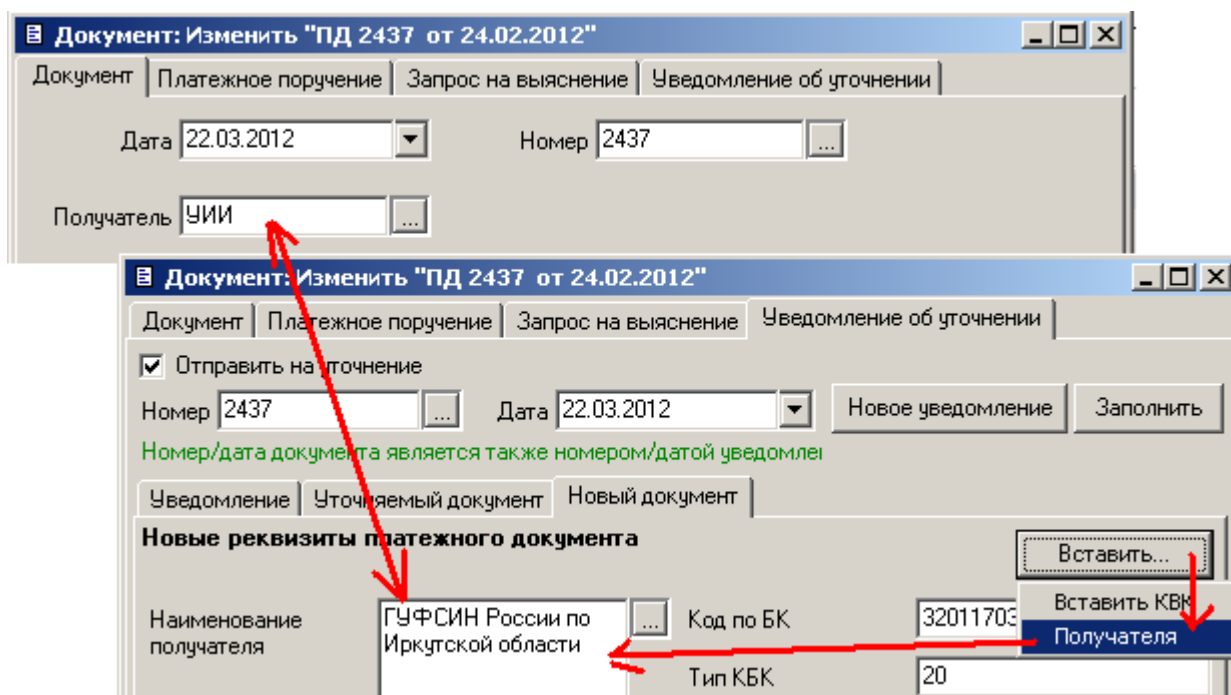 Документ: Изменить "ПД 2437 от 24.02.2012"
Документ Платежное поручение Запрос на выяснение Уведомление об уточнении
Дата 22.03.2012 Номер 2437 ...
Получатель УИИ ...
Документ: Изменить "ПД 2437 от 24.02.2012"
Документ Платежное поручение Запрос на выяснение Уведомление об уточнении
Отправить на уточнение
Номер 2437 ... Дата 22.03.2012 Новое уведомление Заполнить
Номер/дата документа является также номером/датой уведомлен
Уведомление Уточняемый документ Новый документ
Новые реквизиты платежного документа
Вставить...
Вставить КВК
Получателя
Наименование получателя
ГУФСИН России по
Иркутской области
... Код по БК 32011703
Тип КБК 20